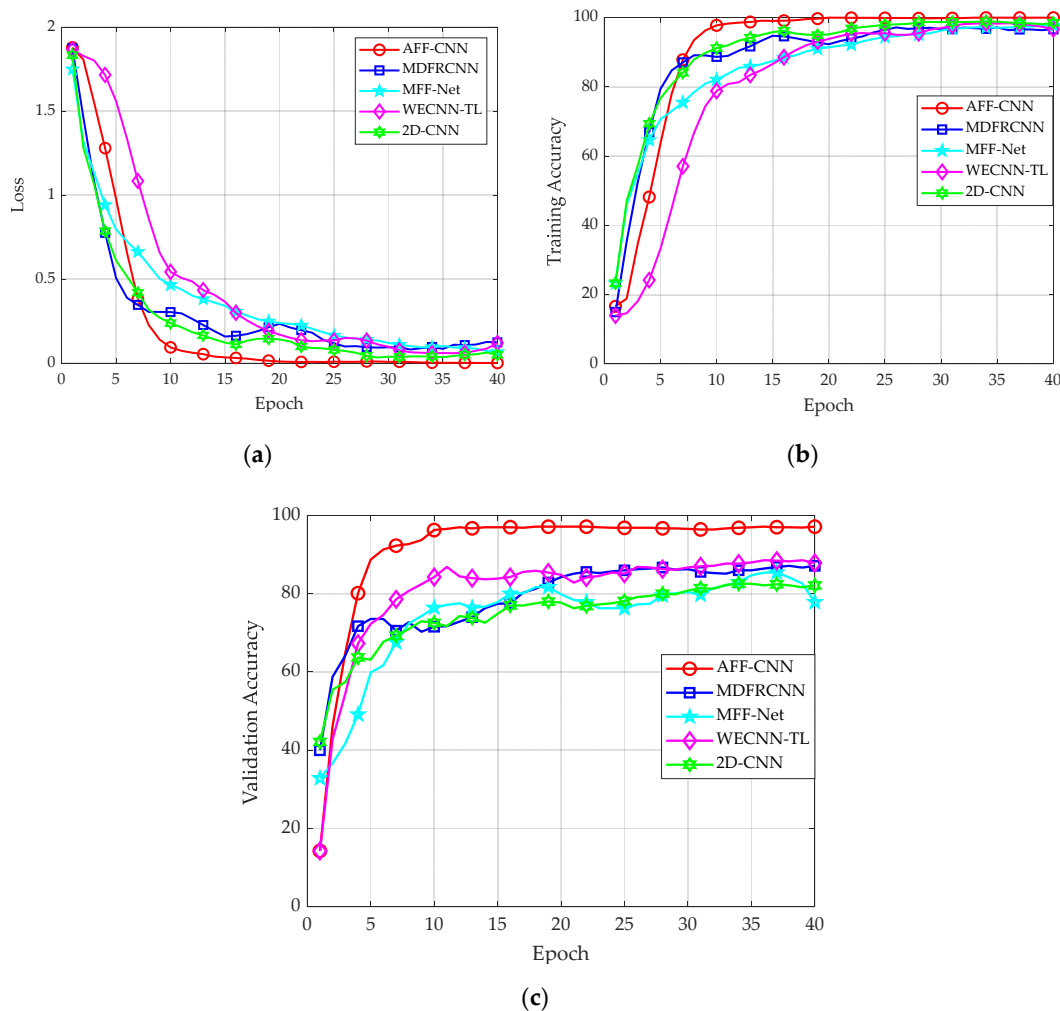 2
1.5
1
0.5
0
Loss
0 5 10 15 20 25 30 35 40
Epoch
AFF-CNN
MDFRCNN
MFF-Net
WECNN-TL
2D-CNN
(a)
100
80
60
40
20
0
Training Accuracy
0 5 10 15 20 25 30 35 40
Epoch
AFF-CNN
MDFRCNN
MFF-Net
WECNN-TL
2D-CNN
(b)
100
80
60
40
20
0
Validation Accuracy
0 5 10 15 20 25 30 35 40
Epoch
AFF-CNN
MDFRCNN
MFF-Net
WECNN-TL
2D-CNN
(c)